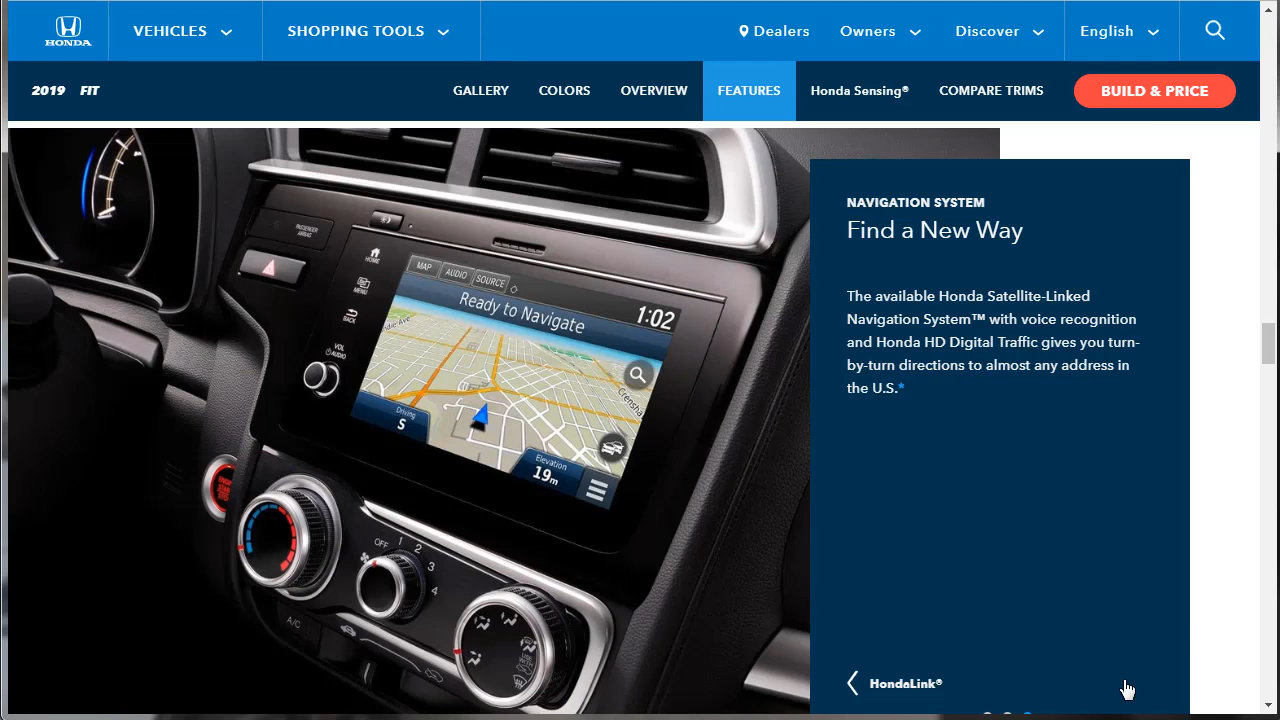 HONDA
VEHICLES
SHOPPING TOOLS
Dealers
Owners
Discover
English
2019 FIT
GALLERY
COLORS
OVERVIEW
FEATURES
Honda Sensing®
COMPARE TRIMS
BUILD & PRICE
PASSENGER
AIRBAG
HOME
MENU
BACK
VOL
AUDIO
MAP
AUDIO
SOURCE
Ready to Navigate
1:02
Driving
S
Elevation
19m
OFF 1 2 3 4
A/C
NAVIGATION SYSTEM
Find a New Way
The available Honda Satellite-Linked
Navigation System™ with voice recognition
and Honda HD Digital Traffic gives you turn-
by-turn directions to almost any address in
the U.S.*
HondaLink®